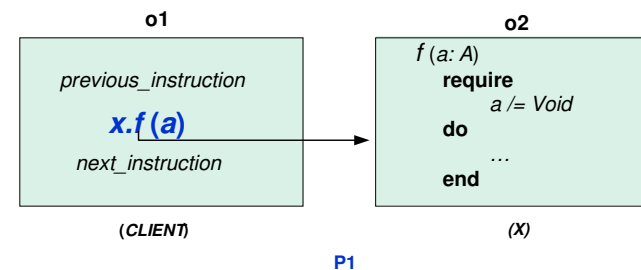 o1
previous_instruction
x.f (a)
next_instruction
(CLIENT)
o2
f (a: A)
require
a /= Void
do
...
end
(X)
P1